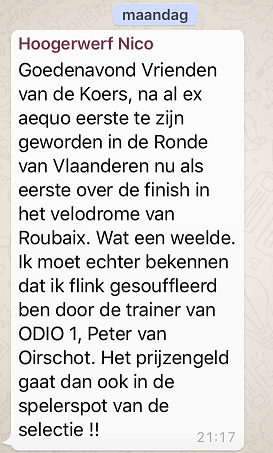 maandag
Hoogerwerf Nico
Goedenavond Vrienden
van de Koers, na al ex
aequo eerste te zijn
geworden in de Ronde
van Vlaanderen nu als
eerste over de finish in
het velodrome van
Roubaix. Wat een weelde.
Ik moet echter bekennen
dat ik flink gesouffleerd
ben door de trainer van
ODIO 1, Peter van
Oirschot. Het prijzengeld
gaat dan ook in de
spelerspot van de
selectie !!
21:17